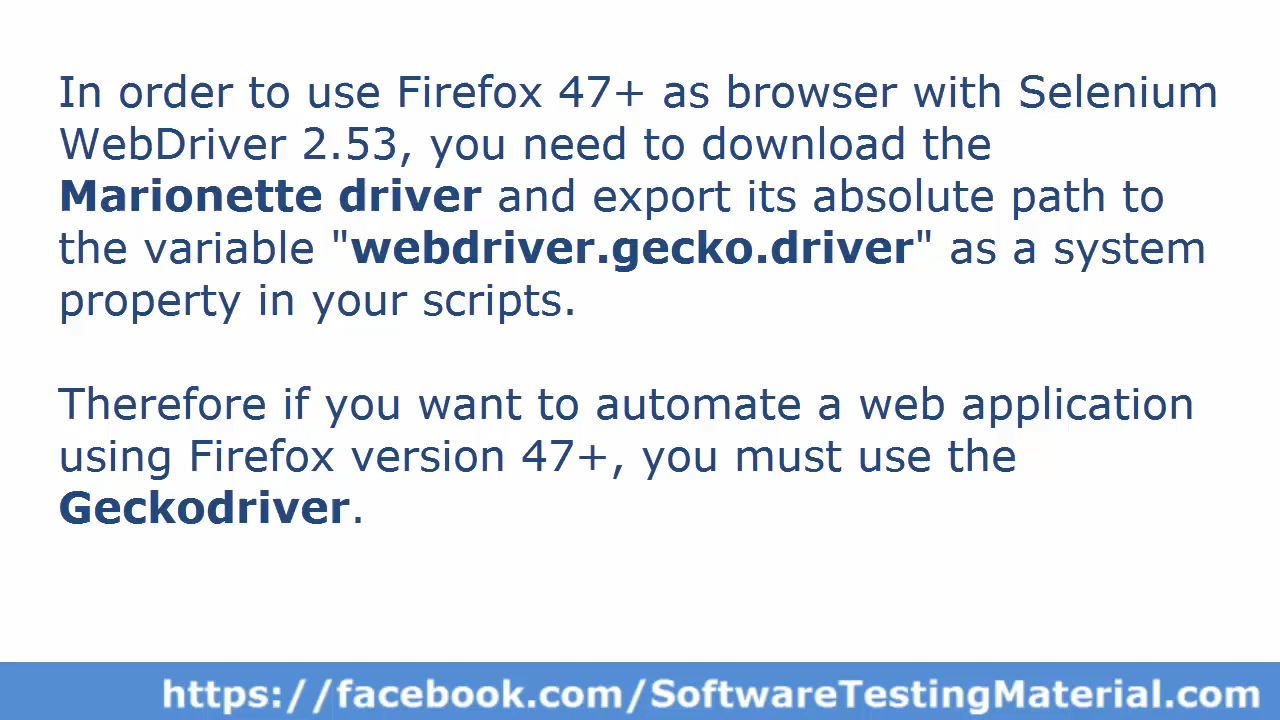 In order to use Firefox 47+ as browser with Selenium
WebDriver 2.53, you need to download the
Marionette driver and export its absolute path to
the variable "webdriver.gecko.driver" as a system
property in your scripts.
Therefore if you want to automate a web application
using Firefox version 47+, you must use the
Geckodriver.
https://facebook.com/SoftwareTestingMaterial.com